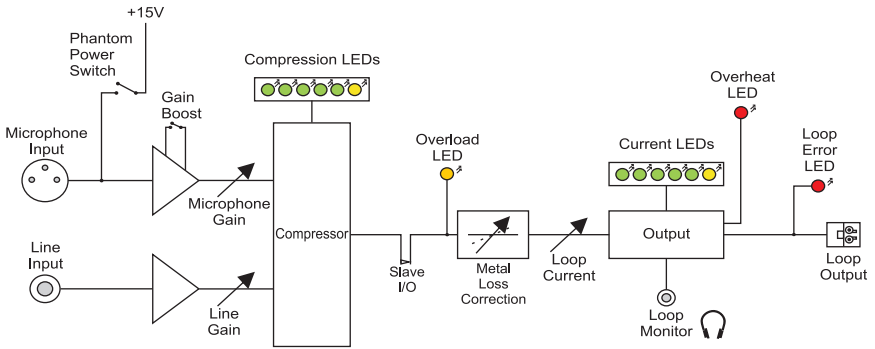 +15V
Phantom
Power
Switch
Gain
Boost
Microphone
Input
Microphone
Gain
Line
Input
Line
Gain
Compression LEDs
Compressor
Slave
I/O
Overload
LED
Metal
Loss
Correction
Loop
Current
Current LEDs
Output
Loop
Monitor
Overheat
LED
Loop
Error
LED
Loop
Output